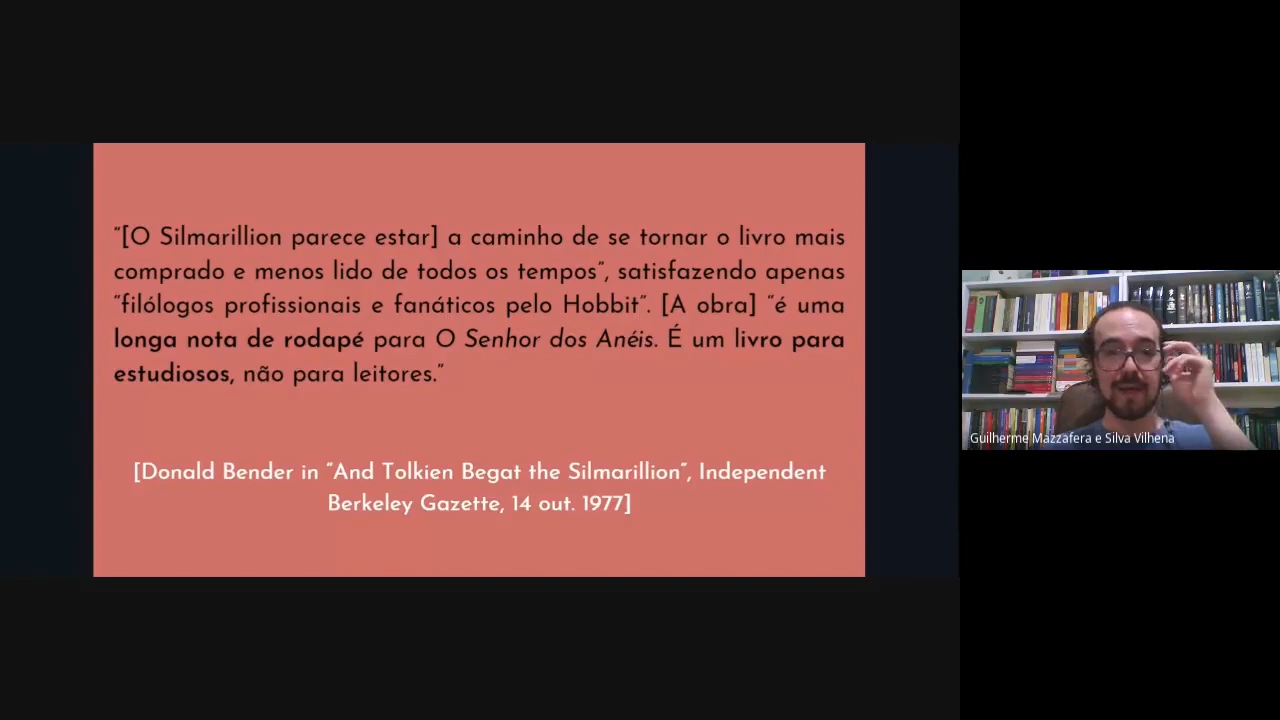 “[O Silmarillion parece estar] a caminho de se tornar o livro mais
comprado e menos lido de todos os tempos”, satisfazendo apenas
“filólogos profissionais e fanáticos pelo Hobbit”. [A obra] “é uma
longa nota de rodapé para O Senhor dos Anéis. É um livro para
estudiosos, não para leitores.”
[Donald Bender in “And Tolkien Begat the Silmarillion”, Independent
Berkeley Gazette, 14 out. 1977]
Guilherme Mazzafera e Silva Vilhena